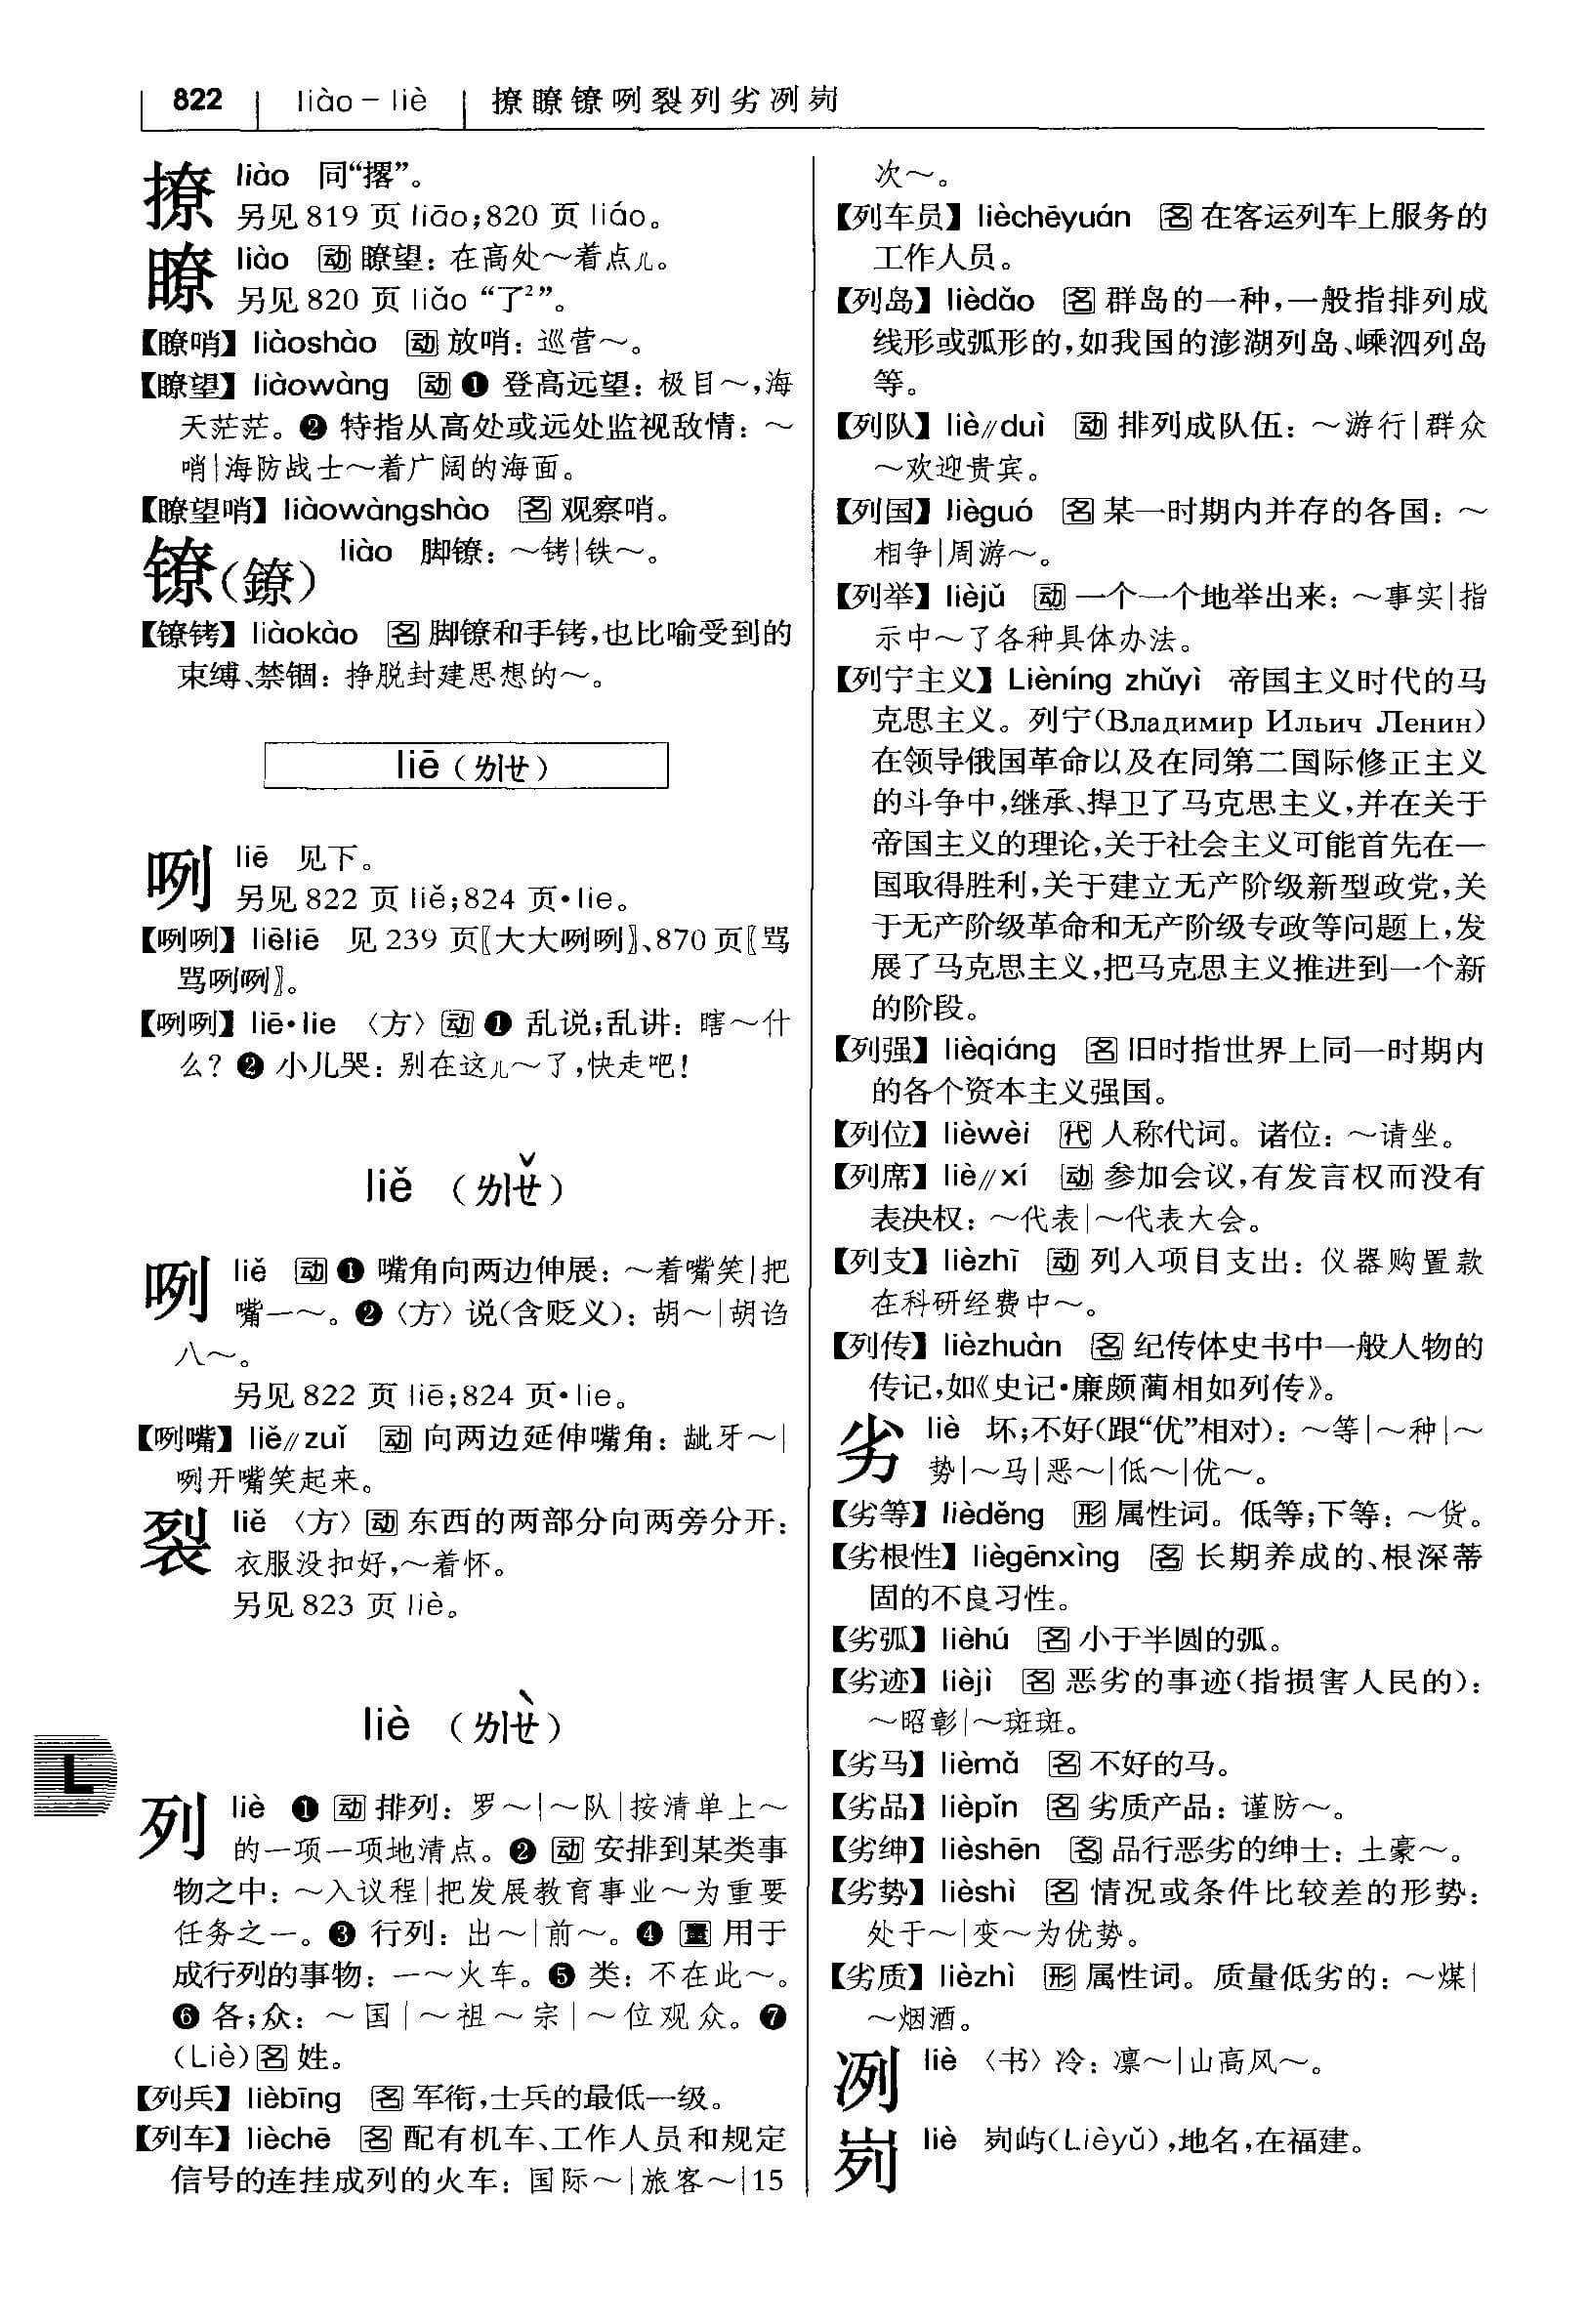 822 liào－liè 撩瞭镣咧裂列劣冽峛
撩 liào 同“撂”。
另见 819 页 liāo；820 页 liáo。
瞭 liào 动 瞭望：在高处～着点儿。
另见 820 页 liǎo “了²”。
【瞭哨】liàoshào 动 放哨：巡营～。
【瞭望】liàowàng 动 ❶ 登高远望：极目～，海
天茫茫。❷ 特指从高处或远处监视敌情：～
哨|海防战士～着广阔的海面。
【瞭望哨】liàowàngshào 名 观察哨。
镣（鐐） liào 脚镣：～铐|铁～。
【镣铐】liàokào 名 脚镣和手铐，也比喻受到的
束缚、禁锢：挣脱封建思想的～。
liē（ㄌㄧㄝ）
咧 liē 见下。
另见 822 页 liě；824 页·lie。
【咧咧】liēliē 见 239 页〖大大咧咧〗、870 页〖骂
骂咧咧〗。
【咧咧】liē·lie〈方〉动 ❶ 乱说；乱讲：瞎～什
么？❷ 小儿哭：别在这儿～了，快走吧！
liě （ㄌㄧㄝˇ）
咧 liě 动 ❶ 嘴角向两边伸展：～着嘴笑|把
嘴一～。❷〈方〉说（含贬义）：胡～|胡诌
八～。
另见 822 页 liē；824 页·lie。
【咧嘴】liě∥zuǐ 动 向两边延伸嘴角：龇牙～|
咧开嘴笑起来。
裂 liě〈方〉动 东西的两部分向两旁分开：
衣服没扣好，～着怀。
另见 823 页 liè。
liè （ㄌㄧㄝˋ）
L
列 liè ❶ 动 排列：罗～|～队|按清单上～
的一项一项地清点。❷ 动 安排到某类事
物之中：～入议程|把发展教育事业～为重要
任务之一。❸ 行列：出～|前～。❹ 量 用于
成行列的事物：一～火车。❺ 类：不在此～。
❻ 各；众：～国|～祖～宗|～位观众。❼
（Liè）名 姓。
【列兵】lièbīng 名 军衔，士兵的最低一级。
【列车】lièchē 名 配有机车、工作人员和规定
信号的连挂成列的火车：国际～|旅客～|15
次～。
【列车员】lièchēyuán 名 在客运列车上服务的
工作人员。
【列岛】lièdǎo 名 群岛的一种，一般指排列成
线形或弧形的，如我国的澎湖列岛、嵊泗列岛
等。
【列队】liè∥duì 动 排列成队伍：～游行|群众
～欢迎贵宾。
【列国】lièguó 名 某一时期内并存的各国：～
相争|周游～。
【列举】lièjǔ 动 一个一个地举出来：～事实|指
示中～了各种具体办法。
【列宁主义】Lièníng zhǔyì 帝国主义时代的马
克思主义。列宁（Владимир Ильич Ленин）
在领导俄国革命以及在同第二国际修正主义
的斗争中，继承、捍卫了马克思主义，并在关于
帝国主义的理论，关于社会主义可能首先在一
国取得胜利，关于建立无产阶级新型政党，关
于无产阶级革命和无产阶级专政等问题上，发
展了马克思主义，把马克思主义推进到一个新
的阶段。
【列强】lièqiáng 名 旧时指世界上同一时期内
的各个资本主义强国。
【列位】lièwèi 代 人称代词。诸位：～请坐。
【列席】liè∥xí 动 参加会议，有发言权而没有
表决权：～代表|～代表大会。
【列支】lièzhī 动 列入项目支出：仪器购置款
在科研经费中～。
【列传】lièzhuàn 名 纪传体史书中一般人物的
传记，如《史记·廉颇蔺相如列传》。
劣 liè 坏；不好（跟“优”相对）：～等|～种|～
势|～马|恶～|低～|优～。
【劣等】lièděng 形 属性词。低等；下等：～货。
【劣根性】liègēnxìng 名 长期养成的、根深蒂
固的不良习性。
【劣弧】lièhú 名 小于半圆的弧。
【劣迹】lièjì 名 恶劣的事迹（指损害人民的）：
～昭彰|～斑斑。
【劣马】lièmǎ 名 不好的马。
【劣品】lièpǐn 名 劣质产品：谨防～。
【劣绅】lièshēn 名 品行恶劣的绅士：土豪～。
【劣势】lièshì 名 情况或条件比较差的形势：
处于～|变～为优势。
【劣质】lièzhì 形 属性词。质量低劣的：～煤|
～烟酒。
冽 liè〈书〉冷：凛～|山高风～。
峛 liè 峛屿（Lièyǔ），地名，在福建。